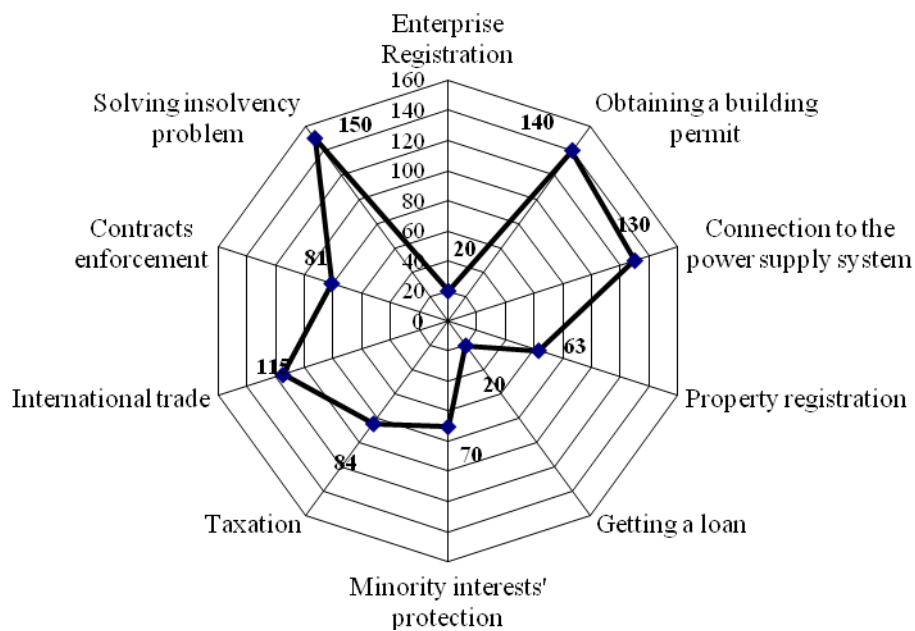 Enterprise
Registration
160
140
120
100
80
60
40
20
0
Obtaining a building
permit
140
Connection to the
power supply system
130
Property registration
63
Getting a loan
20
Minority interests'
protection
70
Taxation
84
International trade
115
Contracts
enforcement
81
Solving insolvency
problem
150
20